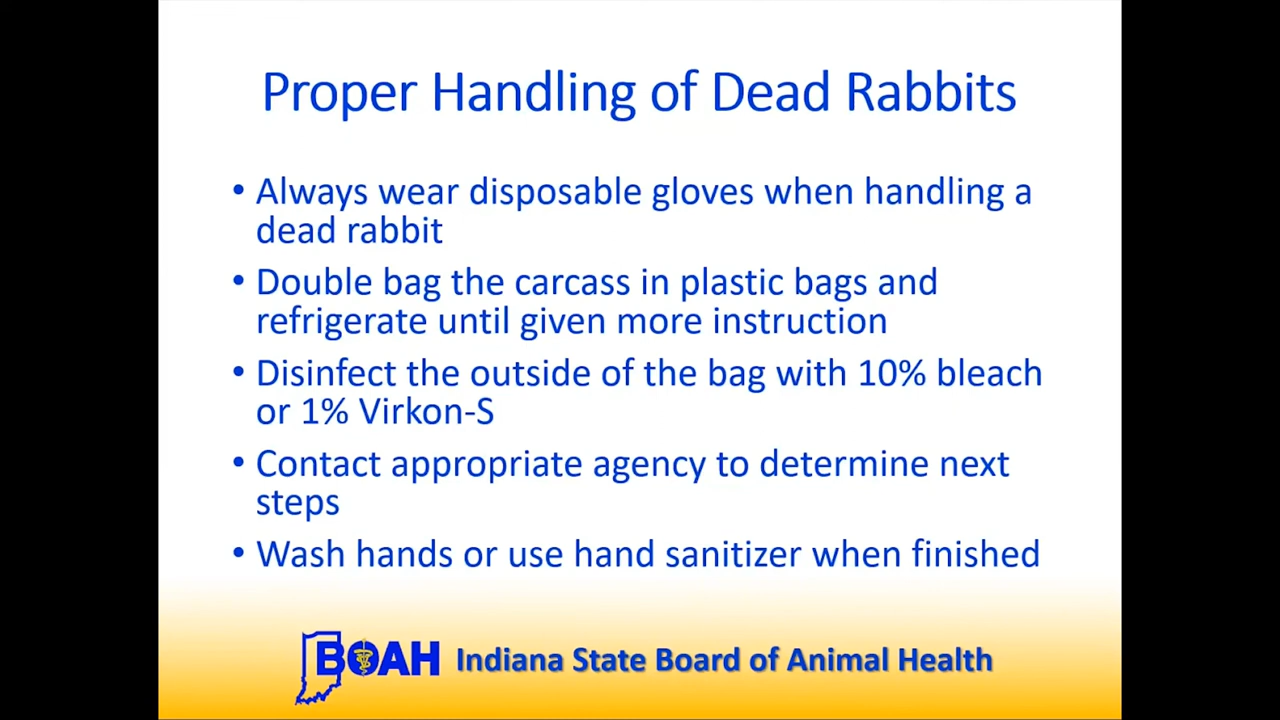 Proper Handling of Dead Rabbits
• Always wear disposable gloves when handling a
dead rabbit
• Double bag the carcass in plastic bags and
refrigerate until given more instruction
• Disinfect the outside of the bag with 10% bleach
or 1% Virkon-S
• Contact appropriate agency to determine next
steps
• Wash hands or use hand sanitizer when finished
BOAH Indiana State Board of Animal Health